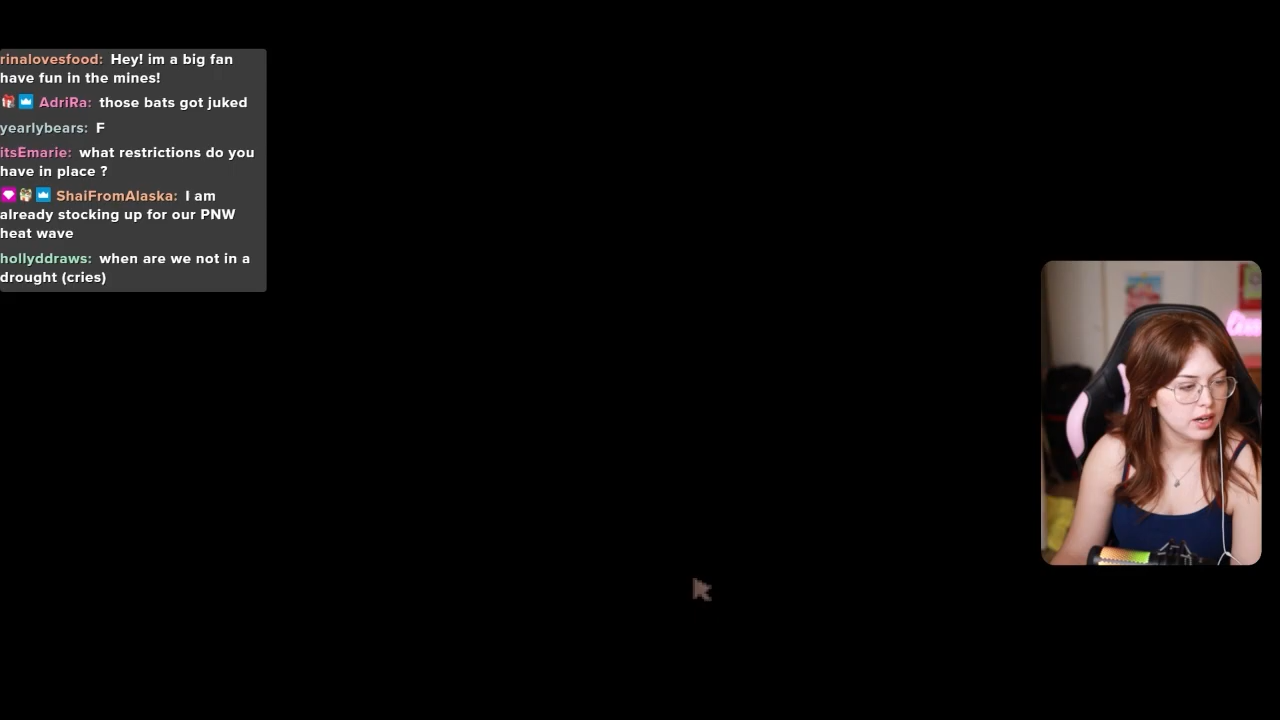 rinalovesfood: Hey! im a big fan
have fun in the mines!
AdriRa: those bats got juked
yearlybears: F
itsEmarie: what restrictions do you
have in place ?
ShaiFromAlaska: I am
already stocking up for our PNW
heat wave
hollyddraws: when are we not in a
drought (cries)